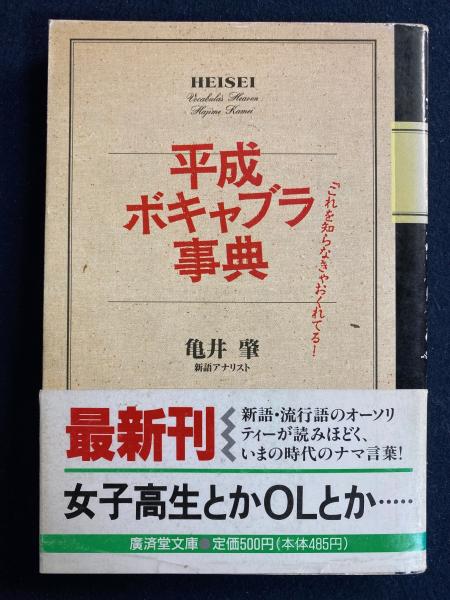 HEISEI
Vocabulas Heaven
Hajime Kamei
平成
ボキャブラ
事典
これを知らなきゃおくれてる!
亀井 肇
新語アナリスト
最新刊
新語・流行語のオーソリ
ティーが読みほどく、
いまの時代のナマ言葉!
女子高生とかOLとか……
廣済堂文庫●定価500円(本体485円)